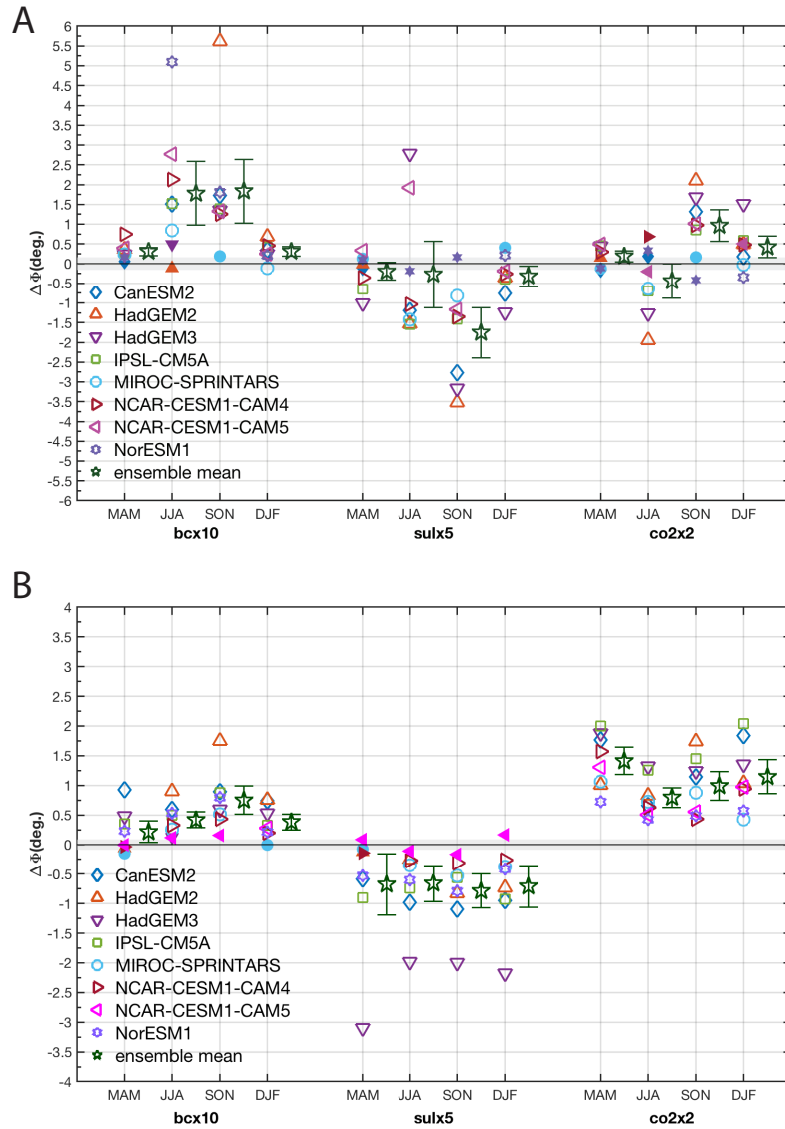 A
6
5.5
5
4.5
4
3.5
3
2.5
2
1.5
1
0.5
0
-0.5
-1
-1.5
-2
-2.5
-3
-3.5
-4
-4.5
-5
-5.5
-6
ΔΦ(deg.)
CanESM2
HadGEM2
HadGEM3
IPSL-CM5A
MIROC-SPRINTARS
NCAR-CESM1-CAM4
NCAR-CESM1-CAM5
NorESM1
ensemble mean
MAM JJA SON DJF MAM JJA SON DJF MAM JJA SON DJF
bcx10 sulx5 co2x2
B
4
3.5
3
2.5
2
1.5
1
0.5
0
-0.5
-1
-1.5
-2
-2.5
-3
-3.5
-4
ΔΦ(deg.)
CanESM2
HadGEM2
HadGEM3
IPSL-CM5A
MIROC-SPRINTARS
NCAR-CESM1-CAM4
NCAR-CESM1-CAM5
NorESM1
ensemble mean
MAM JJA SON DJF MAM JJA SON DJF MAM JJA SON DJF
bcx10 sulx5 co2x2